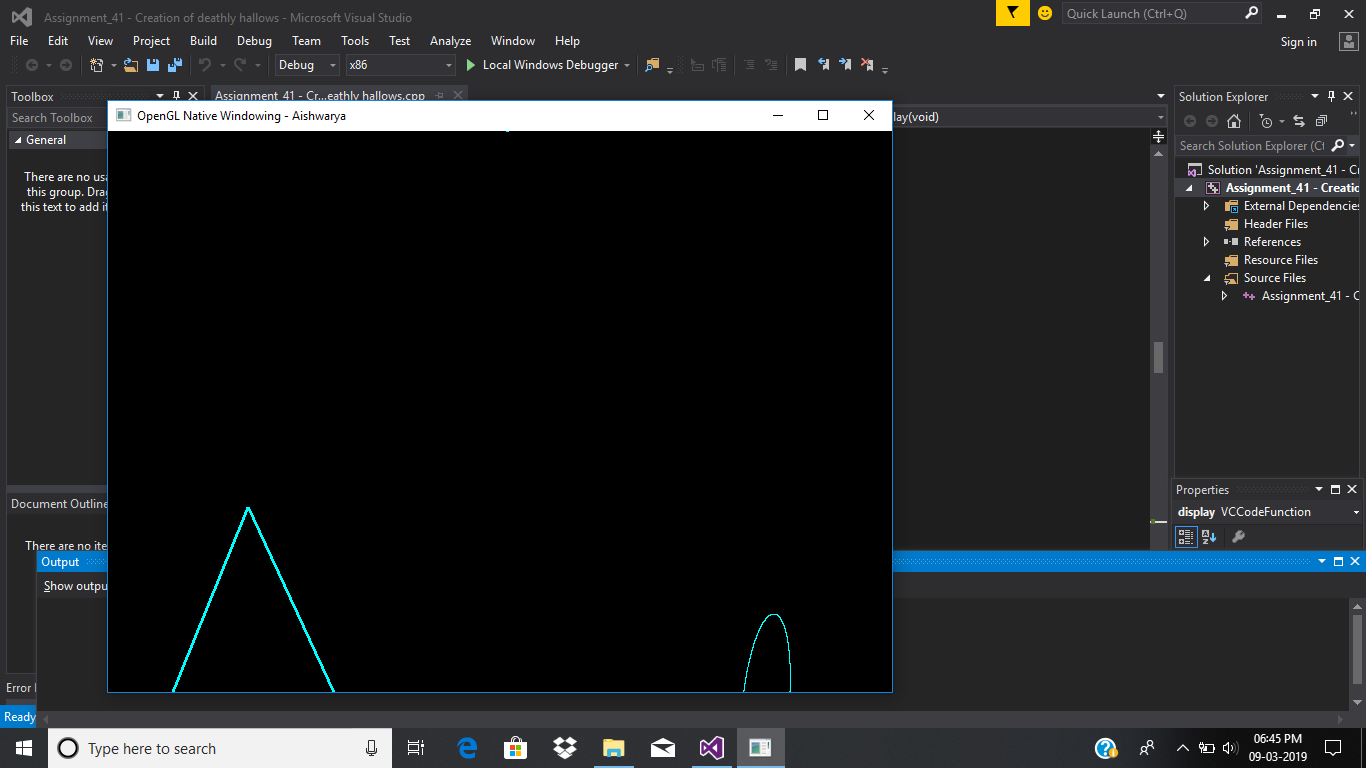 Assignment_41 - Creation of deathly hallows - Microsoft Visual Studio
Quick Launch (Ctrl+Q)
File Edit View Project Build Debug Team Tools Test Analyze Window Help
Sign in
Debug x86 Local Windows Debugger
Toolbox
Assignment_41 - Cr...eathly hallows.cpp
Solution Explorer
Search Toolbox
OpenGL Native Windowing - Aishwarya
lay(void)
General
Search Solution Explorer (Ct
There are no usa
this group. Drag
this text to add it
Solution 'Assignment_41 - Cr
Assignment_41 - Creatio
External Dependencies
Header Files
References
Resource Files
Source Files
Assignment_41 - C
Properties
display VCCodeFunction
Document Outline
There are no ite
Output
Show outpu
Error
Ready
Type here to search
06:45 PM
09-03-2019